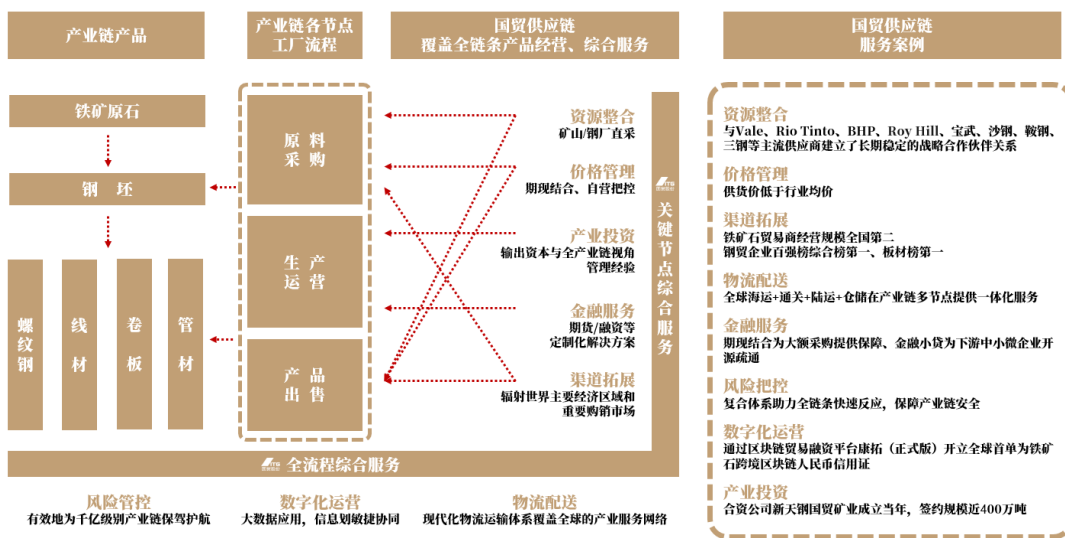 产业链产品
产业链各节点
工厂流程
国贸供应链
覆盖全链条产品经营、综合服务
国贸供应链
服务案例
铁矿原石
钢 坯
螺纹钢
线材
卷板
管材
原 料
采 购
生 产
运 营
产 品
出 售
资源整合
矿山/钢厂直采
价格管理
期现结合、自营把控
产业投资
输出资本与全产业链视角
管理经验
金融服务
期货/融资等
定制化解决方案
渠道拓展
辐射世界主要经济区域和
重要购销市场
ITG
关键节点综合服务
ITG
全流程综合服务
风险管控
有效地为千亿级别产业链保驾护航
数字化运营
大数据应用，信息划敏捷协同
物流配送
现代化物流运输体系覆盖全球的产业服务网络
资源整合
与Vale、Rio Tinto、BHP、Roy Hill、宝武、沙钢、鞍钢、
三钢等主流供应商建立了长期稳定的战略合作伙伴关系
价格管理
供货价低于行业均价
渠道拓展
铁矿石贸易商经营规模全国第二
钢贸企业百强榜综合榜第一、板材榜第一
物流配送
全球海运+通关+陆运+仓储在产业链多节点提供一体化服务
金融服务
期现结合为大额采购提供保障、金融小贷为下游中小微企业开
源疏通
风险把控
复合体系助力全链条快速反应，保障产业链安全
数字化运营
通过区块链贸易融资平台康拓（正式版）开立全球首单为铁矿
石跨境区块链人民币信用证
产业投资
合资公司新天钢国贸矿业成立当年，签约规模近400万吨